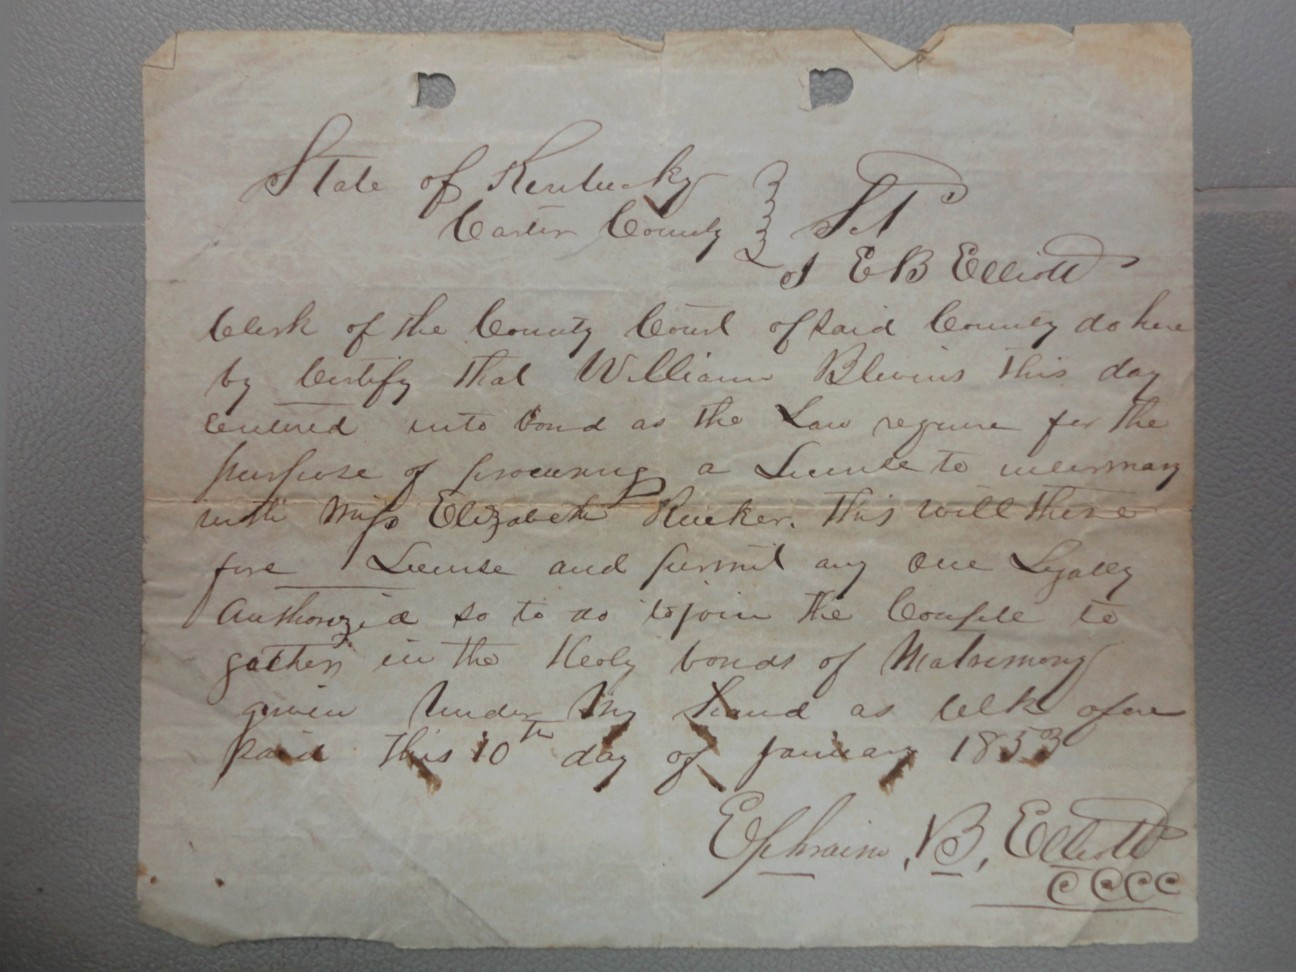 State of Kentucky
Carter County } Sct
I E B Elliott
Clerk of the County Court of Said County do here
by Certify that William Blevins this day
Entered into bond as the Law require for the
purpose of procuring a License to intermary
with Miss Elizabeth Rucker. This will there
fore License and permit any One Legally
Authorized so to do to join the Couple to
gather in the Holy bonds of Matrimony
given Under My Hand as Clk afore
said this 10th day of January 1853
Ephraim, B, Elliott
CCCC